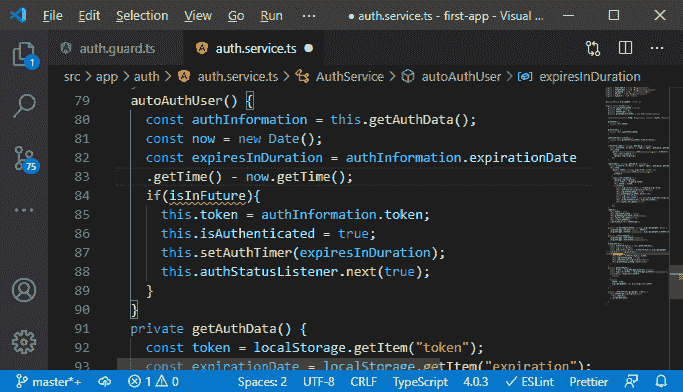 File Edit Selection View Go Run ··· ● auth.service.ts - first-app - Visual ...
auth.guard.ts auth.service.ts ●
src > app > auth > auth.service.ts > AuthService > autoAuthUser > expiresInDuration
79 autoAuthUser() {
80 const authInformation = this.getAuthData();
81 const now = new Date();
82 const expiresInDuration = authInformation.expirationDate
83 .getTime() - now.getTime();
84 if(isInFuture){
85 this.token = authInformation.token;
86 this.isAuthenticated = true;
87 this.setAuthTimer(expiresInDuration);
88 this.authStatusListener.next(true);
89 }
90 }
91 private getAuthData() {
92 const token = localStorage.getItem("token");
93 const expirationDate = localStorage.getItem("expiration");
1
75
master*+ 1 0 Spaces: 2 UTF-8 CRLF TypeScript 4.0.3 ESLint Prettier